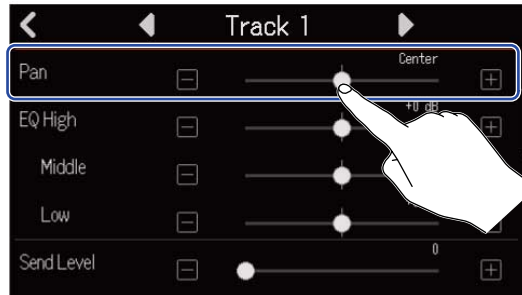 Track 1
Pan
Center
EQ High
+0 dB
Middle
Low
Send Level
0